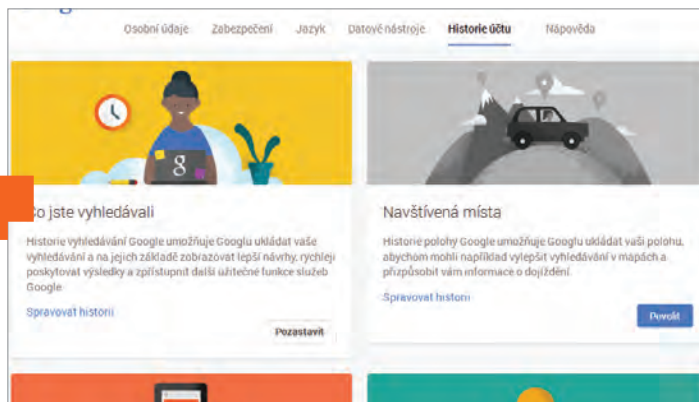 Osobní údaje Zabezpečení Jazyk Datové nástroje Historie účtu Nápověda
g
o jste vyhledávali
Historie vyhledávání Google umožňuje Googlu ukládat vaše
vyhledávání a na jejich základě zobrazovat lepší návrhy, rychleji
poskytovat výsledky a zpřístupnit další užitečné funkce služeb
Google
Spravovat historii
Pozastavit
Navštívená místa
Historie polohy Google umožňuje Googlu ukládat vaši polohu,
abychom mohli například vylepšit vyhledávání v mapách a
přizpůsobit vám informace o dojíždění.
Spravovat historii
Povolit